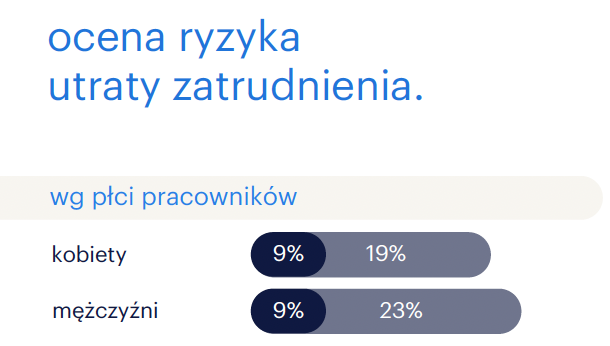 ocena ryzyka
utraty zatrudnienia.
wg płci pracowników
kobiety 9% 19%
mężczyźni 9% 23%